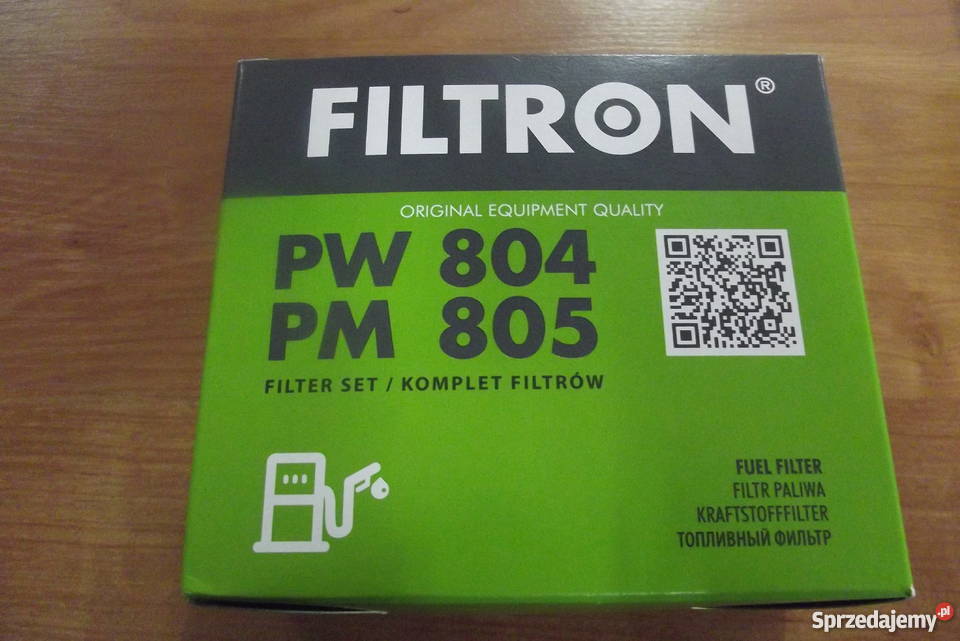 FILTRON®
ORIGINAL EQUIPMENT QUALITY
PW 804
PM 805
FILTER SET / KOMPLET FILTRÓW
FUEL FILTER
FILTR PALIWA
KRAFTSTOFFFILTER
ТОПЛИВНЫЙ ФИЛЬТР
Sprzedajemy.pl